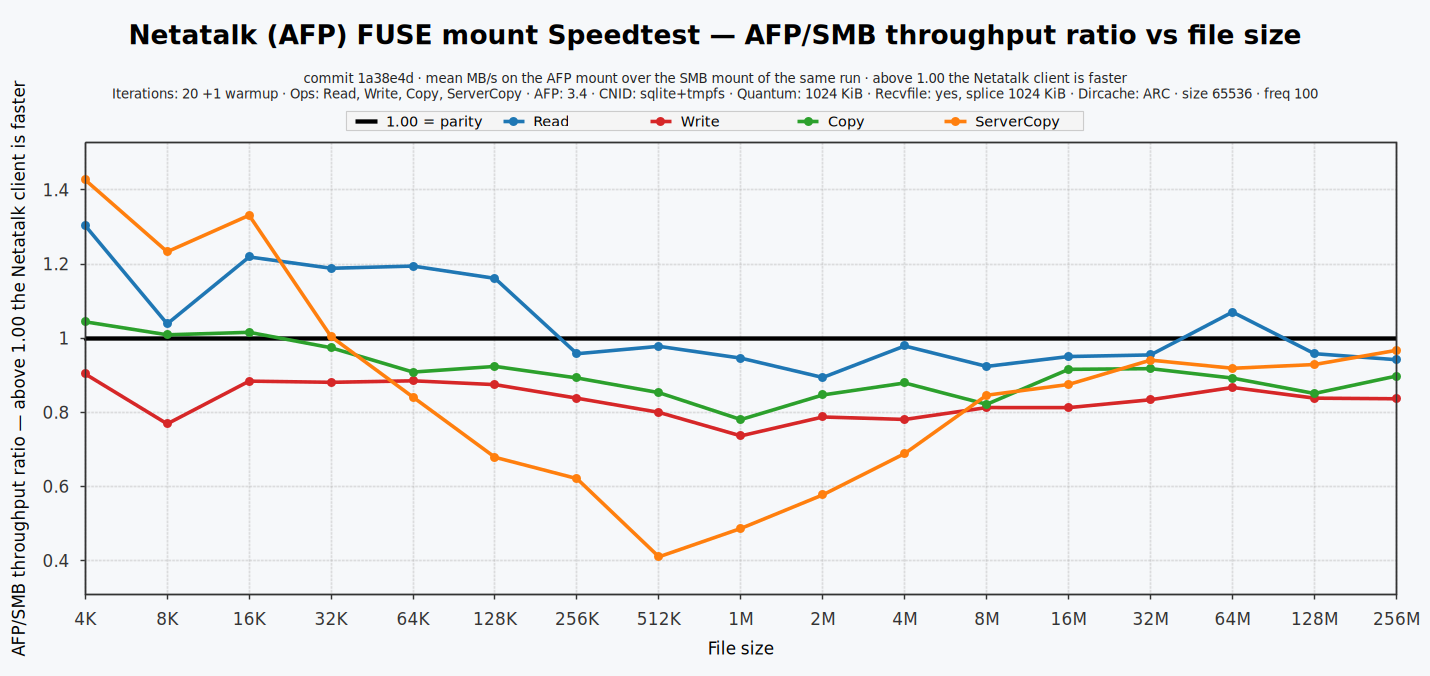 Netatalk (AFP) FUSE mount Speedtest — AFP/SMB throughput ratio vs file size
commit 1a38e4d · mean MB/s on the AFP mount over the SMB mount of the same run · above 1.00 the Netatalk client is faster
Iterations: 20 +1 warmup · Ops: Read, Write, Copy, ServerCopy · AFP: 3.4 · CNID: sqlite+tmpfs · Quantum: 1024 KiB · Recvfile: yes, splice 1024 KiB · Dircache: ARC · size 65536 · freq 100
1.00 = parity Read Write Copy ServerCopy
AFP/SMB throughput ratio — above 1.00 the Netatalk client is faster
1.4
1.2
1
0.8
0.6
0.4
4K 8K 16K 32K 64K 128K 256K 512K 1M 2M 4M 8M 16M 32M 64M 128M 256M
File size